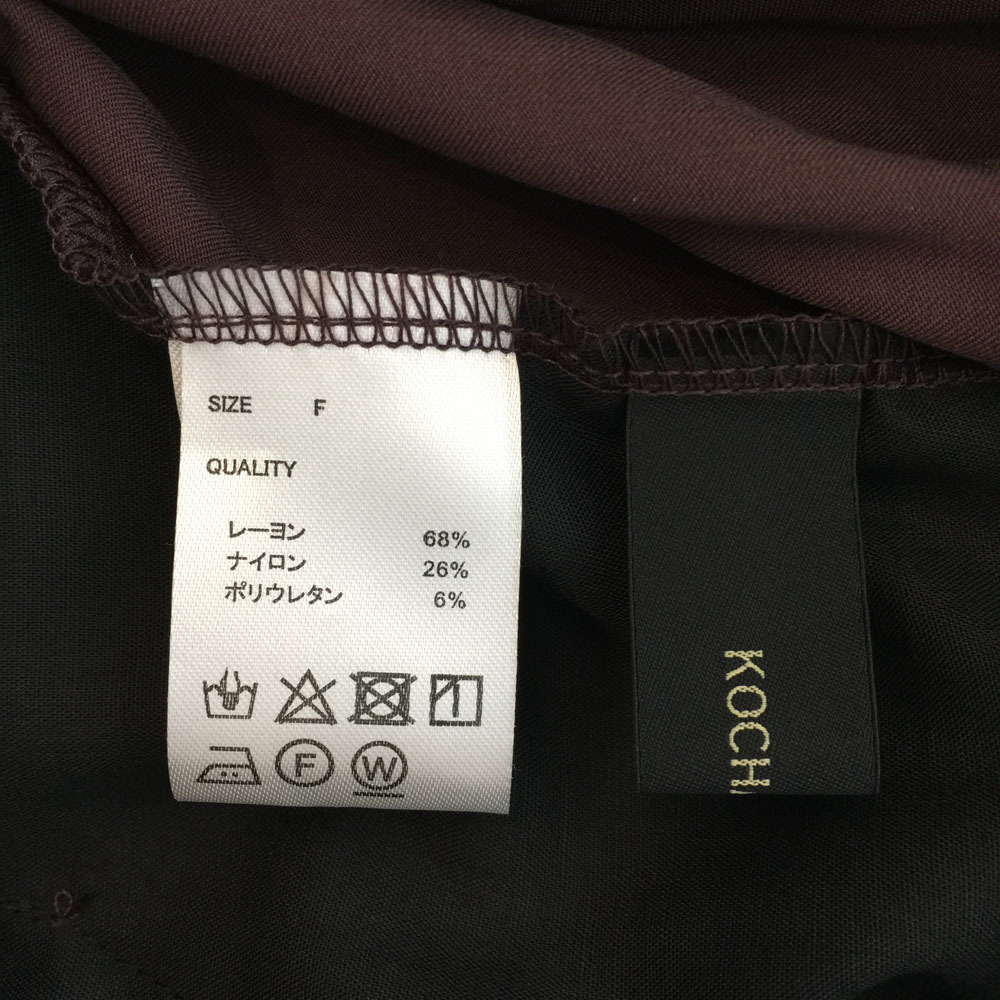 SIZE F
QUALITY
レーヨン 68%
ナイロン 26%
ポリウレタン 6%
1
F
W
KOCH